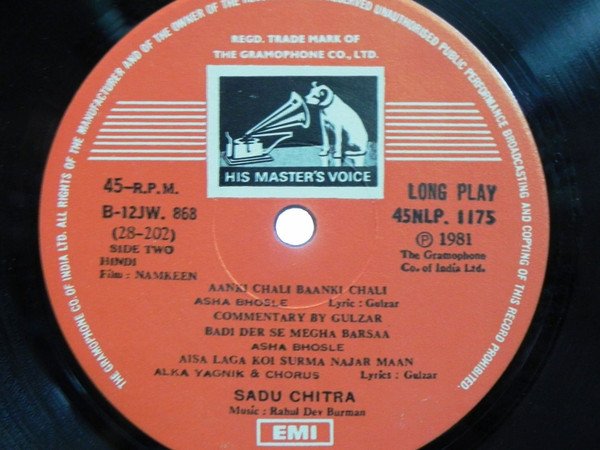 THE GRAMOPHONE CO. OF INDIA LTD. ALL RIGHTS OF THE MANUFACTURER AND OF THE OWNER OF THE RECORDED WORK RESERVED UNAUTHORISED PUBLIC PERFORMANCE BROADCASTING AND COPYING OF THIS RECORD PROHIBITED.
REGD. TRADE MARK OF
THE GRAMOPHONE CO., LTD.
HIS MASTER'S VOICE
45-R.P.M.
B-12JW. 868
(28-202)
SIDE TWO
HINDI
Film : NAMKEEN
LONG PLAY
45NLP. 1175
Ⓟ 1981
The Gramophone
Co. of India Ltd.
AANKI CHALI BAANKI CHALI
ASHA BHOSLE Lyric : Gulzar
COMMENTARY BY GULZAR
BADI DER SE MEGHA BARSAA
ASHA BHOSLE
AISA LAGA KOI SURMA NAJAR MAAN
ALKA YAGNIK & CHORUS Lyrics : Gulzar
SADU CHITRA
Music : Rahul Dev Burman
EMI